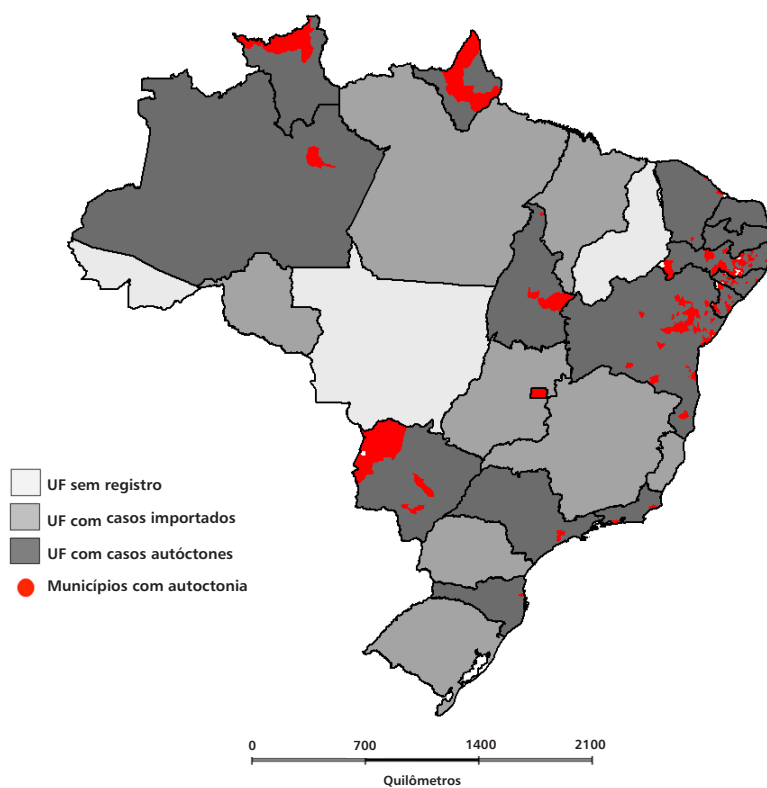 UF sem registro
UF com casos importados
UF com casos autóctones
Municípios com autoctonia
0 700 1400 2100
Quilômetros